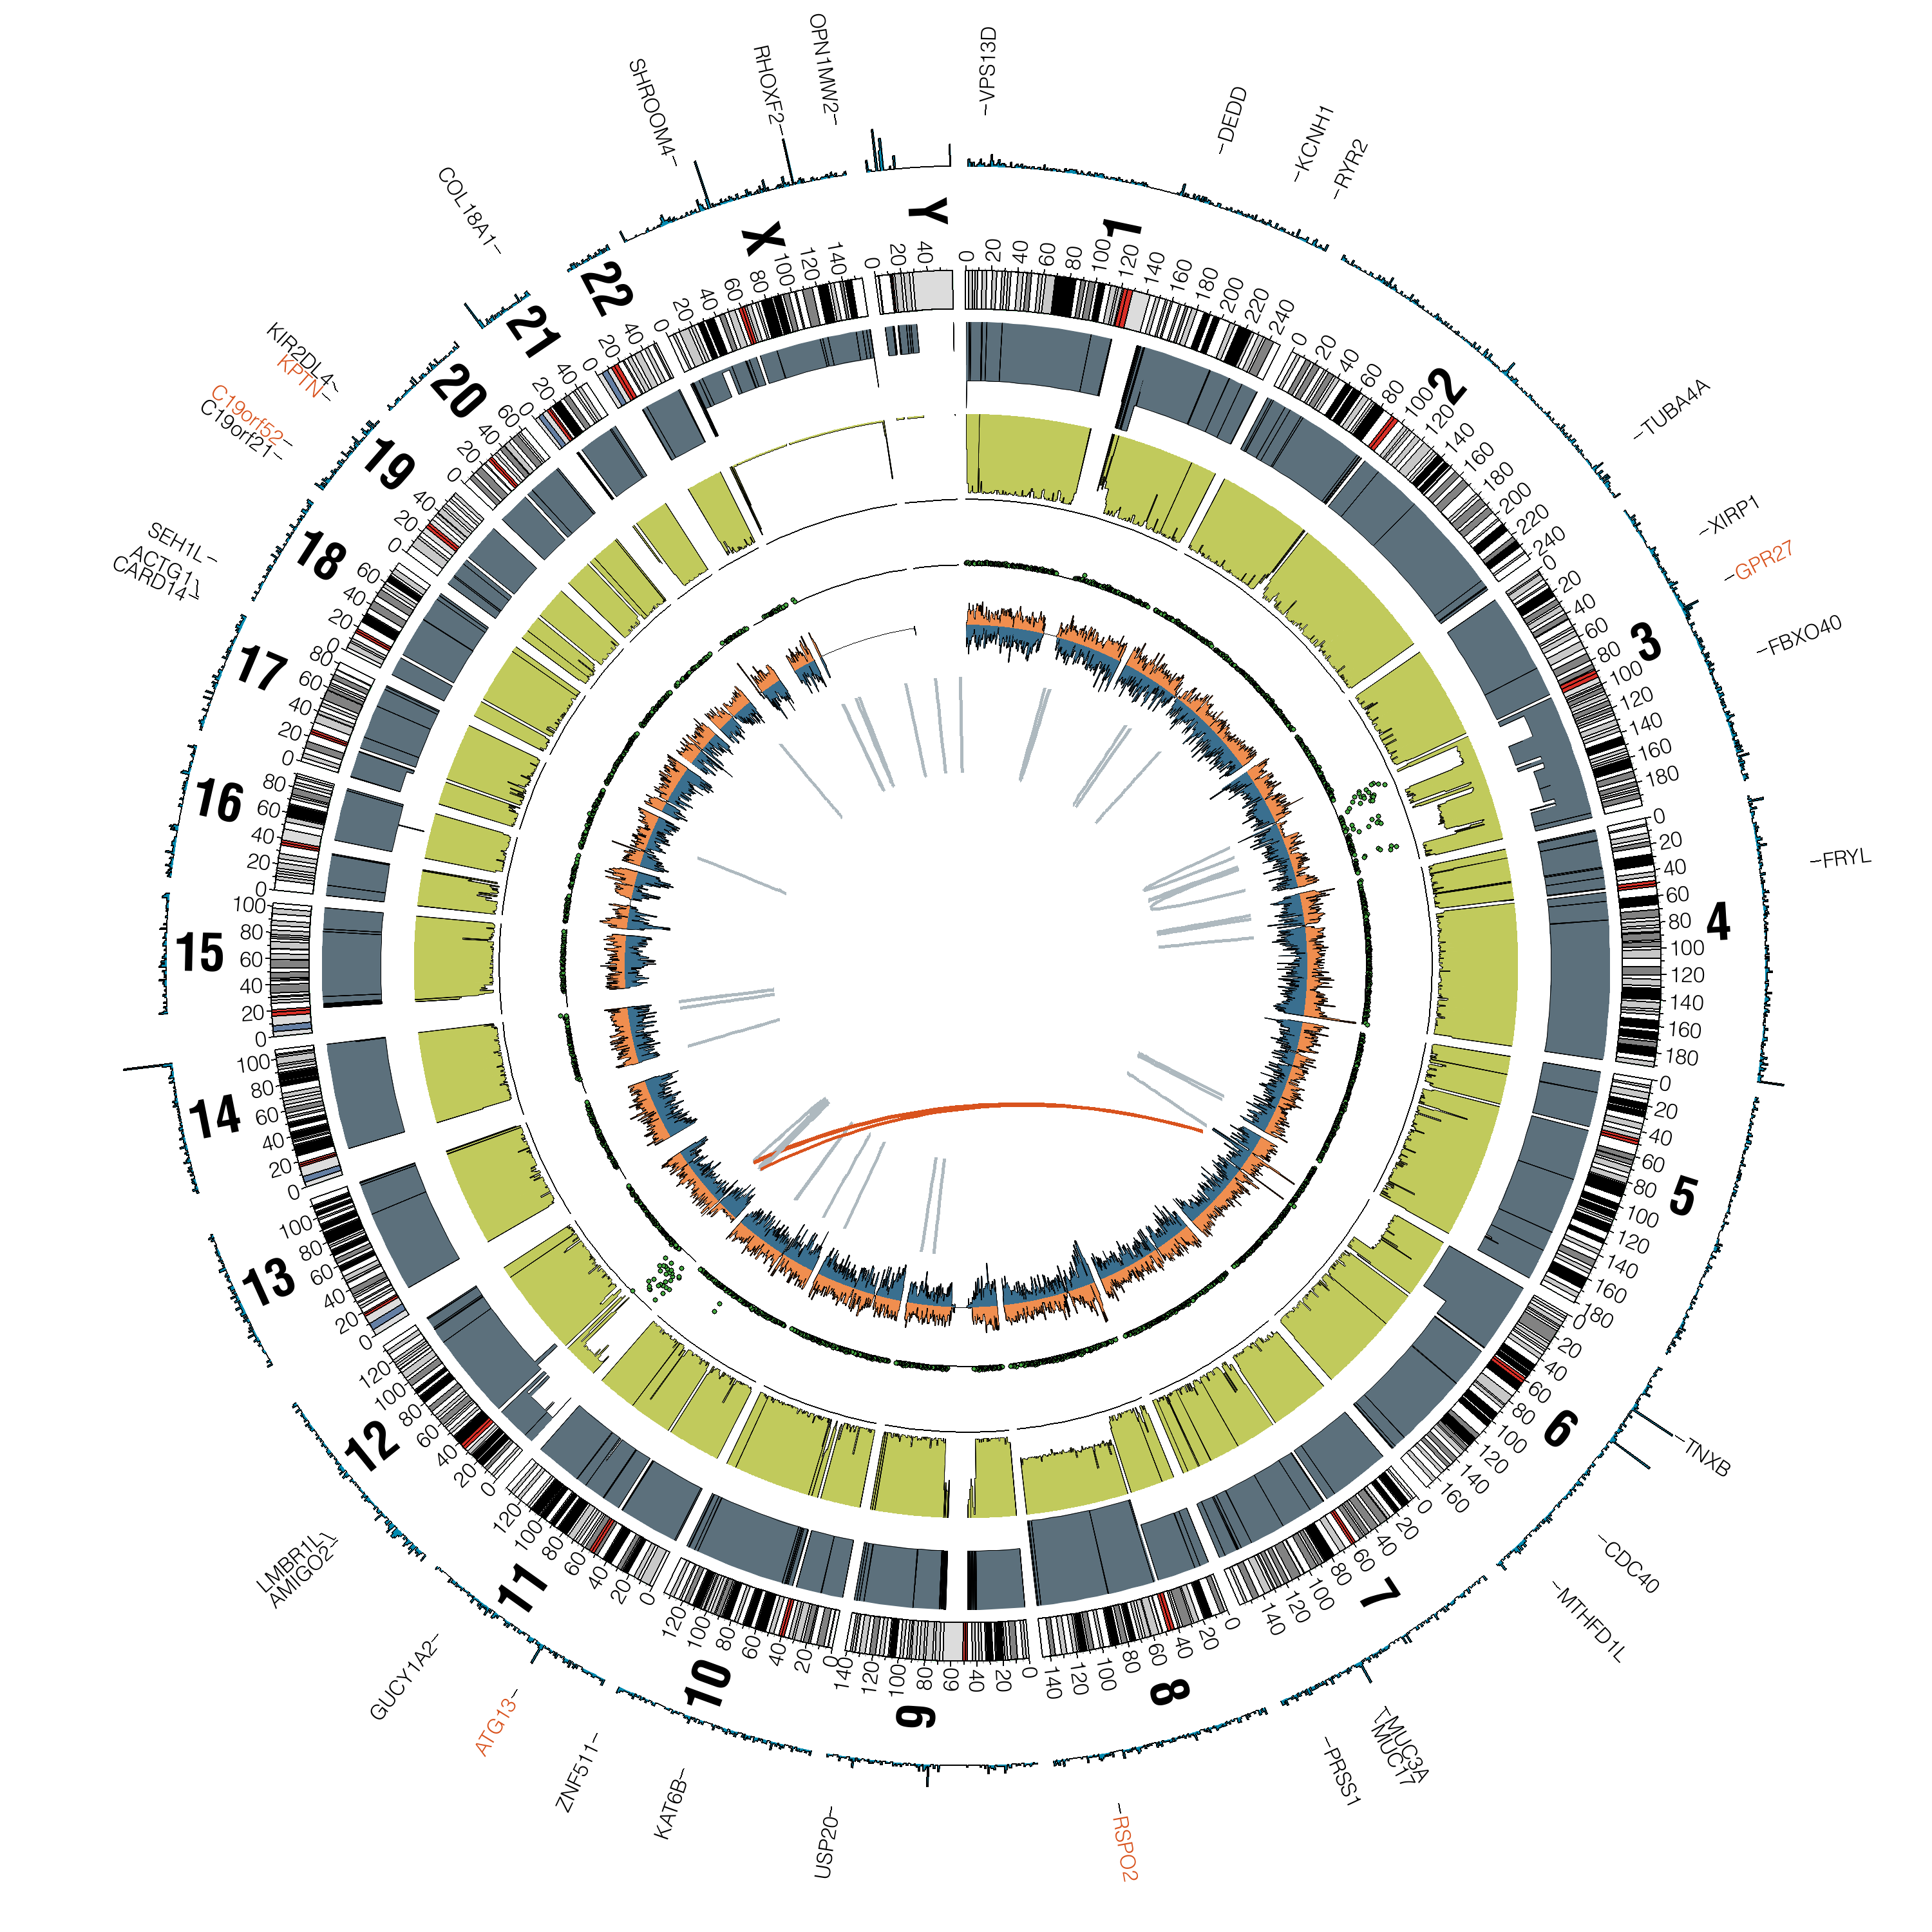 VPS13D
DEDD
KCNH1
RYR2
TUBA4A
XIRP1
GPR27
FBXO40
FRYL
TNXB
CDC40
MTHFD1L
MUC3A
MUC17
PRSS1
RSPO2
USP20
KAT6B
ZNF511
ATG13
GUCY1A2
AMIGO2
LMBR1L
CARD14
ACTG1
SEH1L
C19orf21
C19orf52
KPTN
KIR2DL4
COL18A1
SHROOM4
RHOXF2
OPN1MW2
1
0 20 40 60 80 100 120 140 160 180 200 220 240
2
0 20 40 60 80 100 120 140 160 180 200 220 240
3
0 20 40 60 80 100 120 140 160 180
4
0 20 40 60 80 100 120 140 160 180
5
0 20 40 60 80 100 120 140 160 180
6
0 20 40 60 80 100 120 140 160
7
0 20 40 60 80 100 120 140
8
0 20 40 60 80 100 120 140
9
0 20 40 60 80 100 120 140
10
0 20 40 60 80 100 120
11
0 20 40 60 80 100 120
12
0 20 40 60 80 100 120
13
0 20 40 60 80 100
14
0 20 40 60 80 100
15
0 20 40 60 80 100
16
0 20 40 60 80
17
0 20 40 60 80
18
0 20 40 60
19
0 20 40
20
0 20 40 60
21
0 20 40
22
0 20 40
X
0 20 40 60 80 100 120 140
Y
0 20 40